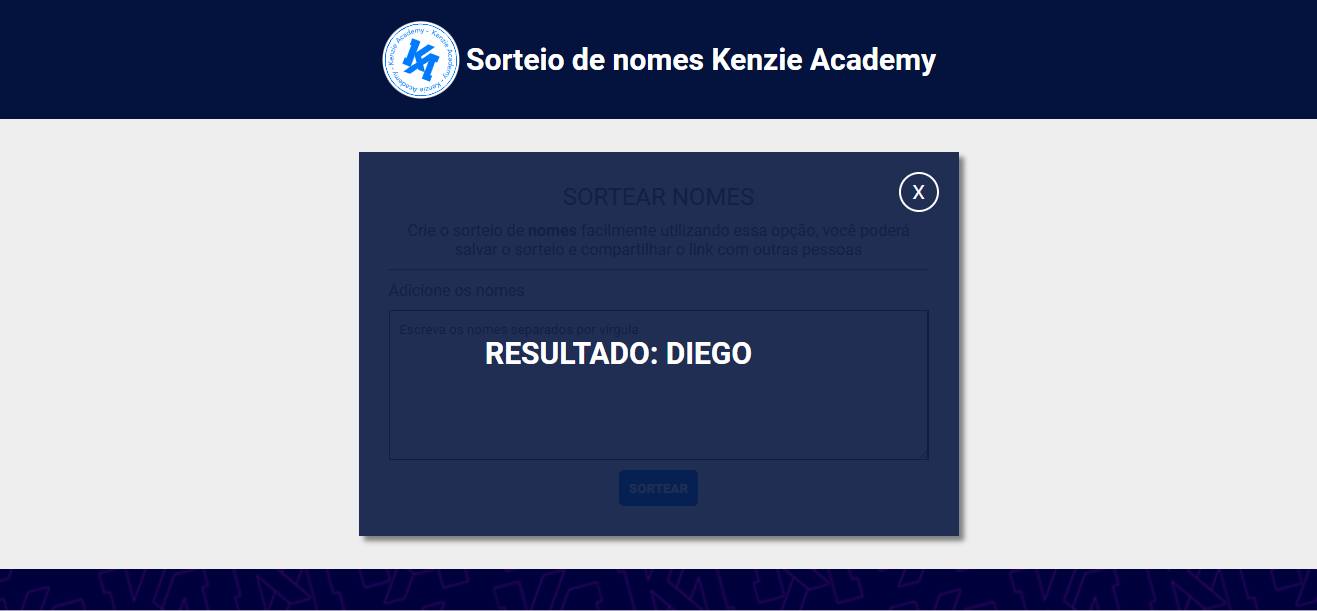 Kenzie Academy - Kenzie Academy - Kenzie Academy -
KA
Sorteio de nomes Kenzie Academy
X
SORTEAR NOMES
Crie o sorteio de nomes facilmente utilizando essa opção, você poderá
salvar o sorteio e compartilhar o link com outras pessoas
Adicione os nomes
Escreva os nomes separados por vírgula
RESULTADO: DIEGO
SORTEAR